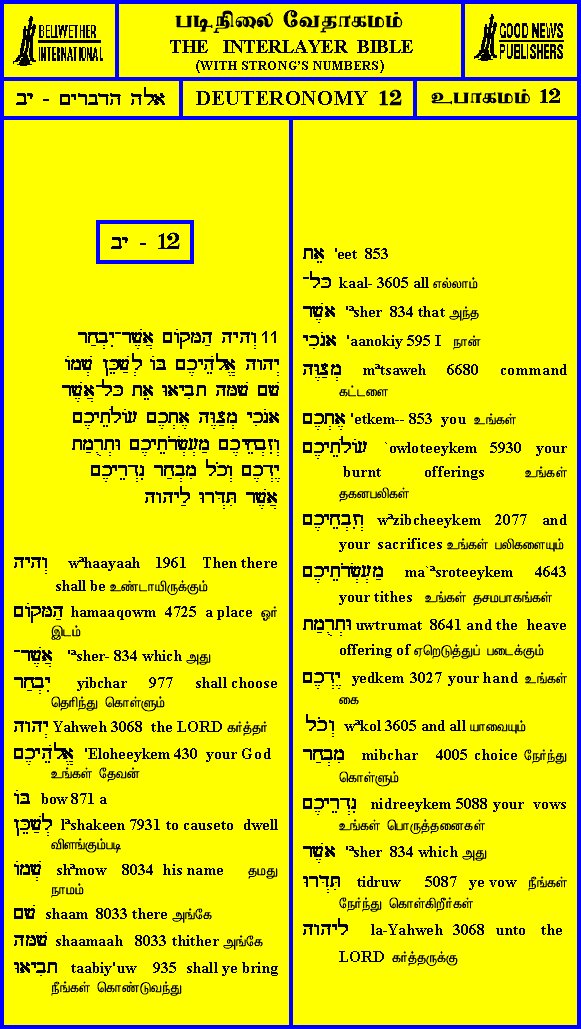 BELLWETHER
INTERNATIONAL
படிநிலை வேதாகமம்
THE INTERLAYER BIBLE
(WITH STRONG'S NUMBERS)
GOOD NEWS
PUBLISHERS
אלה הדברים - יב
DEUTERONOMY 12
உபாகமம் 12
יב - 12
11 וְהָיָה הַמָּקוֹם אֲשֶׁר־יִבְחַר
יְהוָה אֱלֹהֵיכֶם בּוֹ לְשַׁכֵּן שְׁמוֹ
שָׁם שָׁמָּה תָבִיאוּ אֵת כָּל־אֲשֶׁר
אָנֹכִי מְצַוֶּה אֶתְכֶם עוֹלֹתֵיכֶם
וְזִבְחֵיכֶם מַעְשְׂרֹתֵיכֶם וּתְרֻמַת
יֶדְכֶם וְכֹל מִבְחַר נִדְרֵיכֶם
אֲשֶׁר תִּדְּרוּ לַיהוָה
וְהָיָה wᵊhaayaah 1961 Then there
shall be உண்டாயிருக்கும்
הַמָּקוֹם hamaaqowm 4725 a place ஓர்
இடம்
אֲשֶׁר־ 'ᵃsher- 834 which அது
יִבְחַר yibchar 977 shall choose
தெரிந்து கொள்ளும்
יְהוָה Yahweh 3068 the LORD கர்த்தர்
אֱלֹהֵיכֶם 'Eloheeykem 430 your God
உங்கள் தேவன்
בּוֹ bow 871 a
לְשַׁכֵּן lᵊshakeen 7931 to causeto dwell
விளங்கும்படி
שְׁמוֹ shᵊmow 8034 his name தமது
நாமம்
שָׁם shaam 8033 there அங்கே
שָׁמָּה shaamaah 8033 thither அங்கே
תָבִיאוּ taabiy'uw 935 shall ye bring
நீங்கள் கொண்டுவந்து
אֵת 'eet 853
כָּל־ kaal- 3605 all எல்லாம்
אֲשֶׁר 'ᵃsher 834 that அந்த
אָנֹכִי 'aanokiy 595 I நான்
מְצַוֶּה mᵊtsaweh 6680 command
கட்டளை
אֶתְכֶם 'etkem-- 853 you உங்கள்
עוֹלֹתֵיכֶם `owloteeykem 5930 your
burnt offerings உங்கள்
தகனபலிகள்
וְזִבְחֵיכֶם wᵊzibcheeykem 2077 and
your sacrifices உங்கள் பலிகளையும்
מַעְשְׂרֹתֵיכֶם ma`ᵃsroteeykem 4643
your tithes உங்கள் தசமபாகங்கள்
וּתְרֻמַת uwtrumat 8641 and the heave
offering of ஏறெடுத்துப் படைக்கும்
יֶדְכֶם yedkem 3027 your hand உங்கள்
கை
וְכֹל wᵊkol 3605 and all யாவையும்
מִבְחַר mibchar 4005 choice நேர்ந்து
கொள்ளும்
נִדְרֵיכֶם nidreeykem 5088 your vows
உங்கள் பொருத்தனைகள்
אֲשֶׁר 'ᵃsher 834 which அது
תִּדְּרוּ tidruw 5087 ye vow நீங்கள்
நேர்ந்து கொள்கிறீர்கள்
ליהוה la-Yahweh 3068 unto the
LORD கர்த்தருக்கு